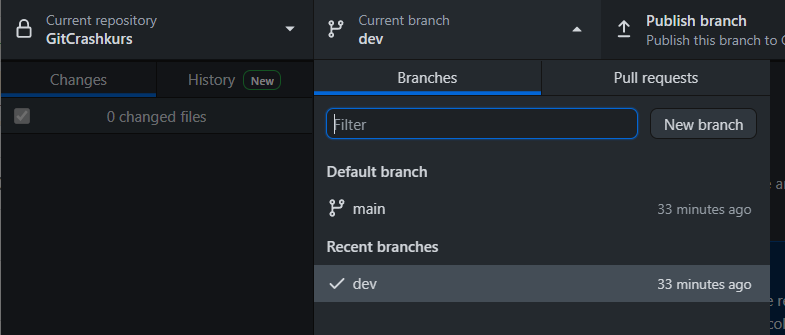 Current repository
GitCrashkurs
Current branch
dev
Publish branch
Publish this branch to
Changes
History New
Branches
Pull requests
0 changed files
Filter
New branch
Default branch
main
33 minutes ago
Recent branches
dev
33 minutes ago